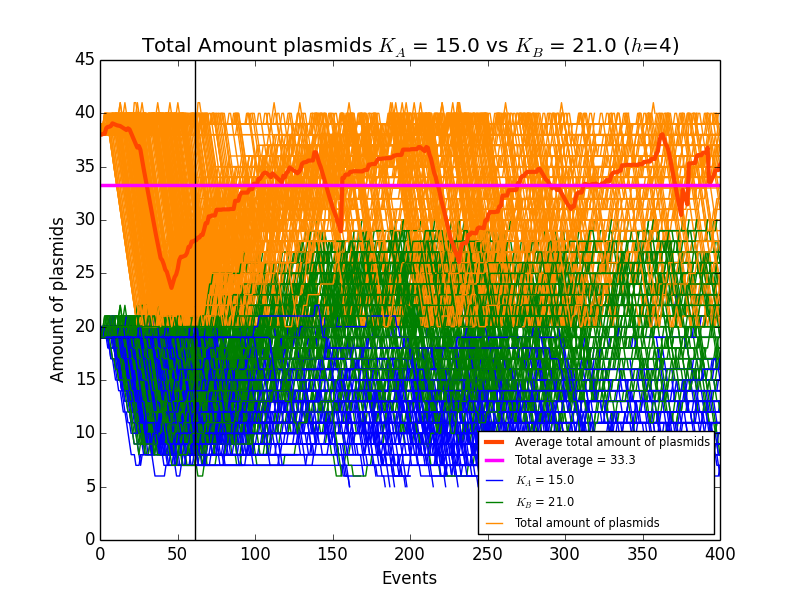 Total Amount plasmids K_A = 15.0 vs K_B = 21.0 (h=4)
45
40
35
30
25
20
15
10
5
0
Amount of plasmids
Average total amount of plasmids
Total average = 33.3
K_A = 15.0
K_B = 21.0
Total amount of plasmids
0 50 100 150 200 250 300 350 400
Events